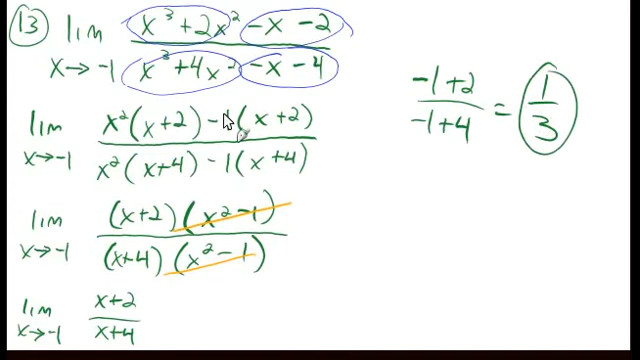 13) lim x→-1 (x³+2x² -x -2)/(x³+4x² -x -4)
lim x→-1 (x²(x+2) -1(x+2))/(x²(x+4) -1(x+4))
lim x→-1 ((x+2)(x²-1))/((x+4)(x²-1))
lim x→-1 (x+2)/(x+4)
(-1+2)/(-1+4) = 1/3